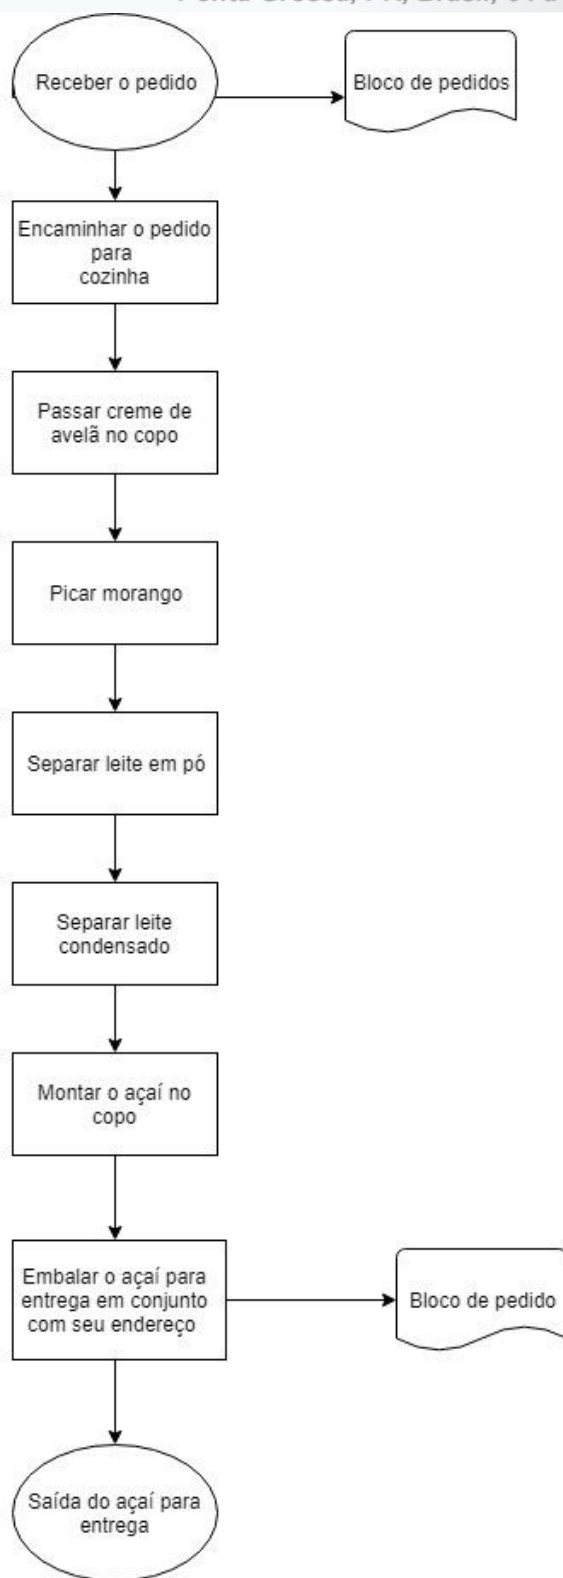 Receber o pedido
Bloco de pedidos
Encaminhar o pedido
para
cozinha
Passar creme de
avelã no copo
Picar morango
Separar leite em pó
Separar leite
condensado
Montar o açaí no
copo
Embalar o açaí para
entrega em conjunto
com seu endereço
Bloco de pedido
Saída do açaí para
entrega